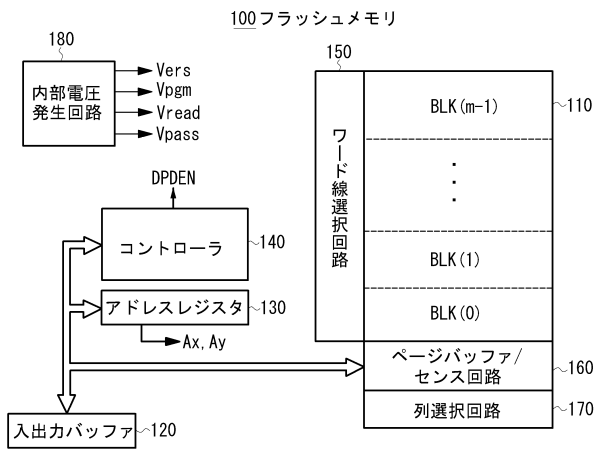 100 フラッシュメモリ
180
内部電圧
発生回路
Vers
Vpgm
Vread
Vpass
150
ワード線選択回路
BLK(m-1)
110
BLK(1)
BLK(0)
DPDEN
コントローラ
140
アドレスレジスタ
130
Ax,Ay
ページバッファ/
センス回路
160
列選択回路
170
入出力バッファ
120